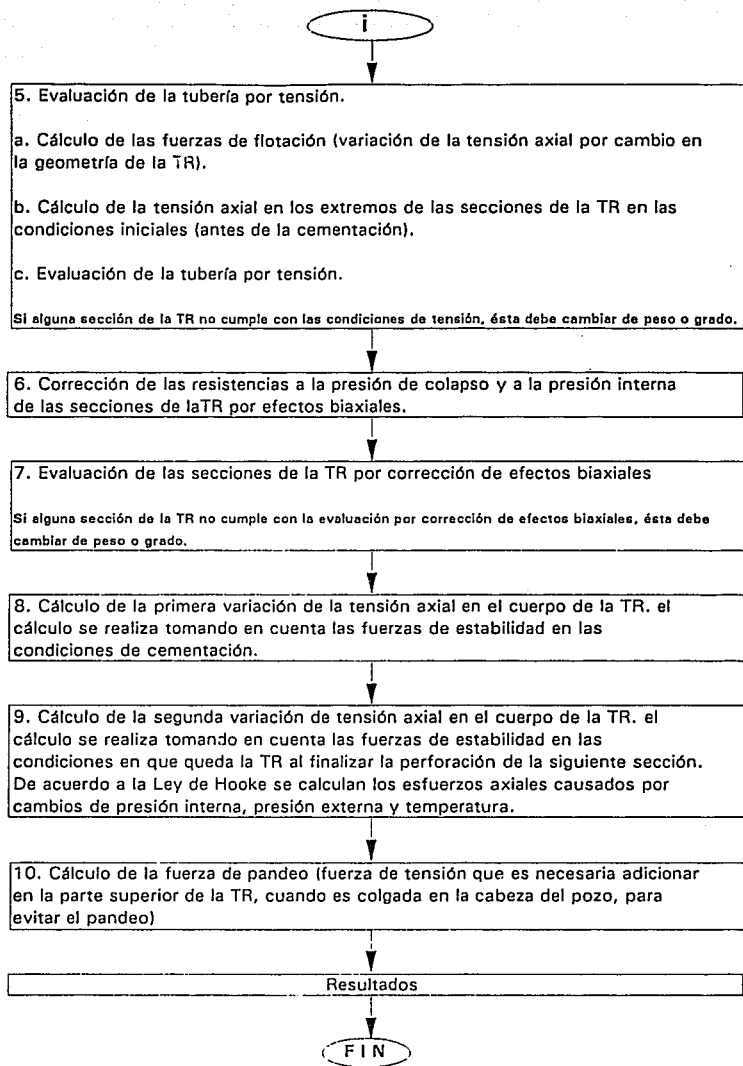 i
5. Evaluación de la tubería por tensión.
a. Cálculo de las fuerzas de flotación (variación de la tensión axial por cambio en
la geometría de la TR).
b. Cálculo de la tensión axial en los extremos de las secciones de la TR en las
condiciones iniciales (antes de la cementación).
c. Evaluación de la tubería por tensión.
Si alguna sección de la TR no cumple con las condiciones de tensión, ésta debe cambiar de peso o grado.
6. Corrección de las resistencias a la presión de colapso y a la presión interna
de las secciones de laTR por efectos biaxiales.
7. Evaluación de las secciones de la TR por corrección de efectos biaxiales
Si alguna sección de la TR no cumple con la evaluación por corrección de efectos biaxiales, ésta debe
cambiar de peso o grado.
8. Cálculo de la primera variación de la tensión axial en el cuerpo de la TR. el
cálculo se realiza tomando en cuenta las fuerzas de estabilidad en las
condiciones de cementación.
9. Cálculo de la segunda variación de tensión axial en el cuerpo de la TR. el
cálculo se realiza tomando en cuenta las fuerzas de estabilidad en las
condiciones en que queda la TR al finalizar la perforación de la siguiente sección.
De acuerdo a la Ley de Hooke se calculan los esfuerzos axiales causados por
cambios de presión interna, presión externa y temperatura.
10. Cálculo de la fuerza de pandeo (fuerza de tensión que es necesaria adicionar
en la parte superior de la TR, cuando es colgada en la cabeza del pozo, para
evitar el pandeo)
Resultados
FIN